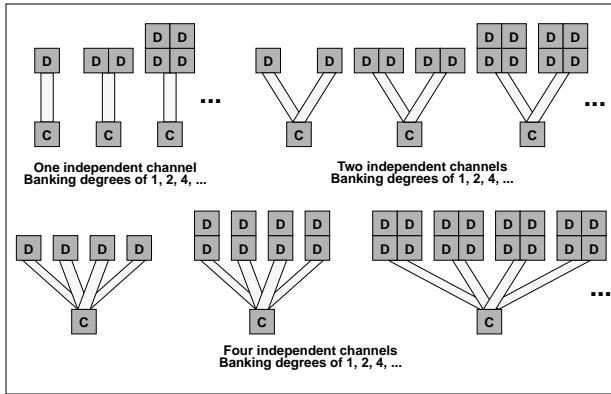 D D D D D
D D D D D D D D D D D D
D D D D
...
...
C C C C C C
One independent channel
Banking degrees of 1, 2, 4, ...
Two independent channels
Banking degrees of 1, 2, 4, ...
D D D D D D D D D D D D
D D D D D D D D D D D D D D D D
...
C C C
Four independent channels
Banking degrees of 1, 2, 4, ...